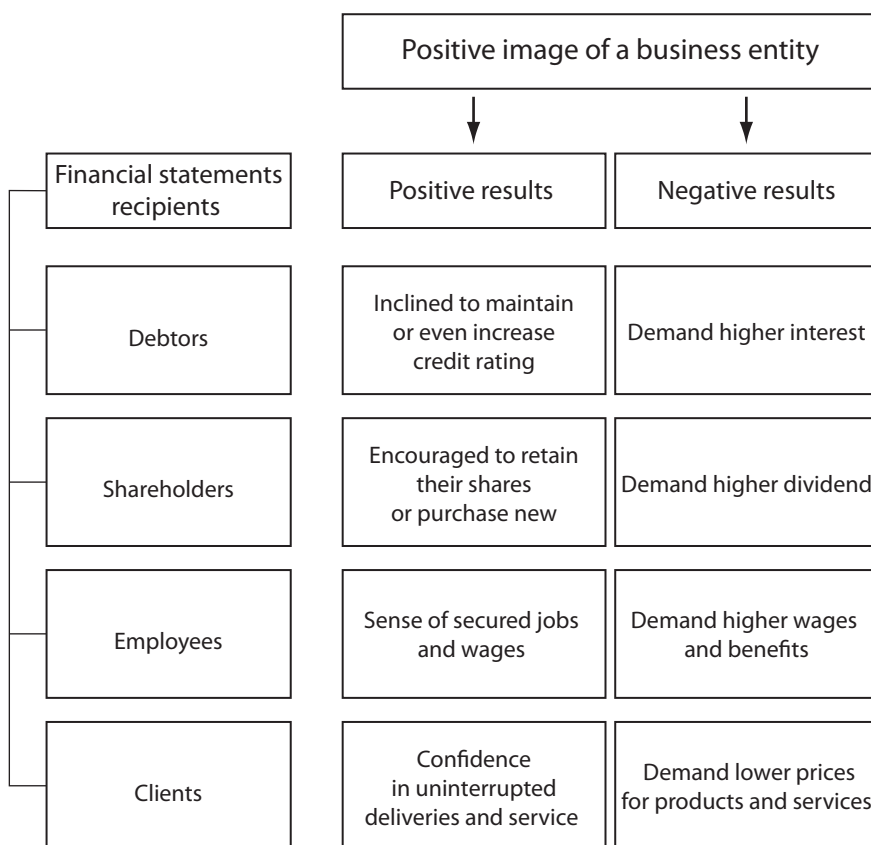 Positive image of a business entity
Financial statements
recipients
Positive results
Negative results
Debtors
Inclined to maintain
or even increase
credit rating
Demand higher interest
Shareholders
Encouraged to retain
their shares
or purchase new
Demand higher dividend
Employees
Sense of secured jobs
and wages
Demand higher wages
and benefits
Clients
Confidence
in uninterrupted
deliveries and service
Demand lower prices
for products and services